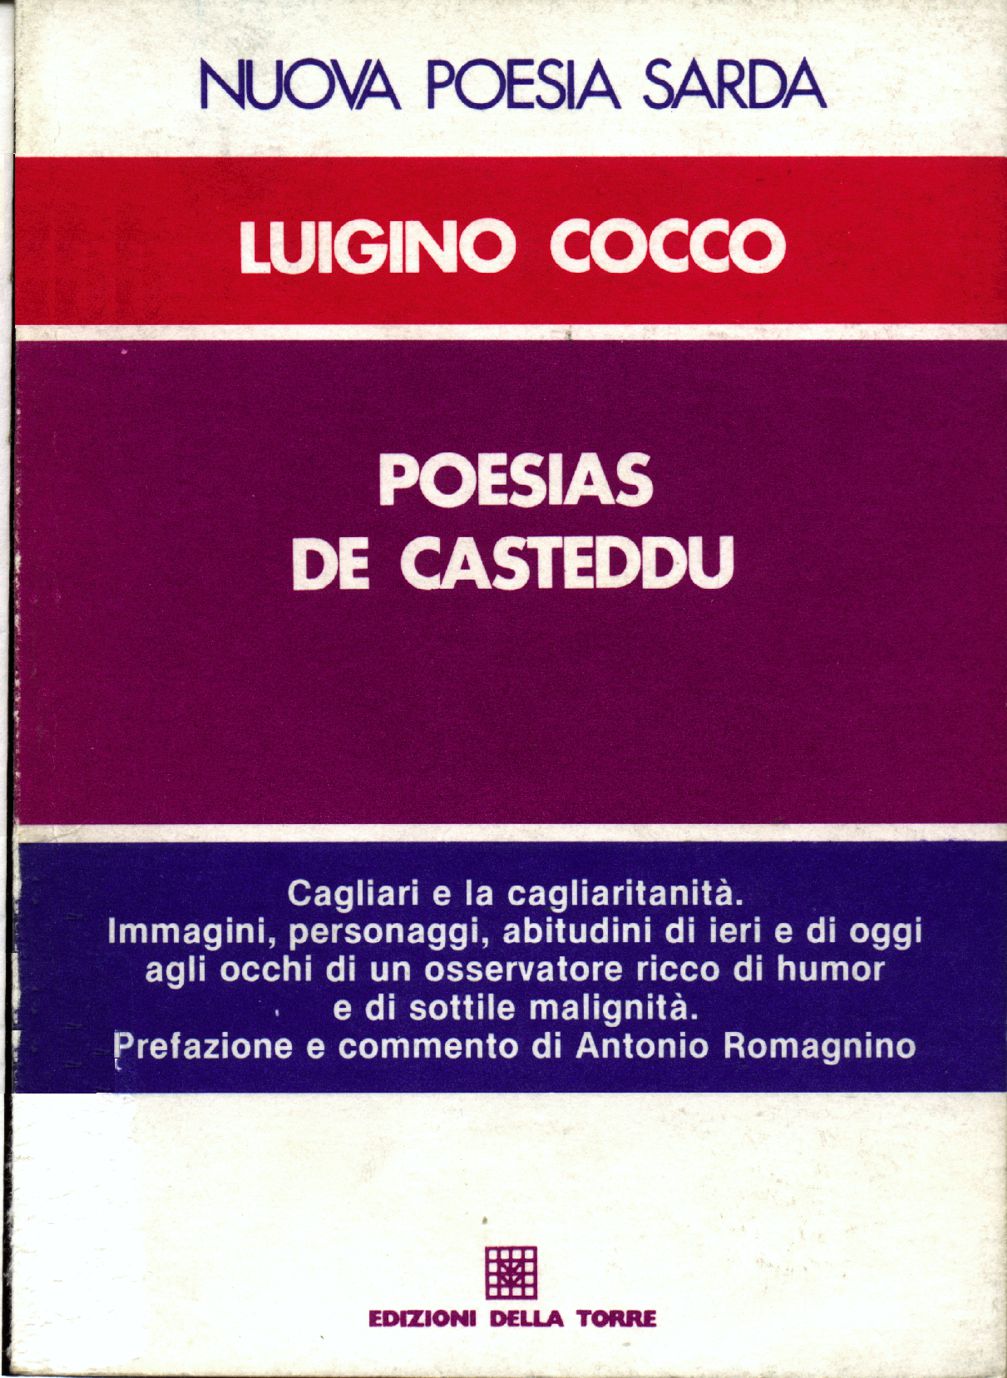 NUOVA POESIA SARDA
LUIGINO COCCO
POESIAS
DE CASTEDDU
Cagliari e la cagliaritanità.
Immagini, personaggi, abitudini di ieri e di oggi
agli occhi di un osservatore ricco di humor
e di sottile malignità.
Prefazione e commento di Antonio Romagnino
EDIZIONI DELLA TORRE